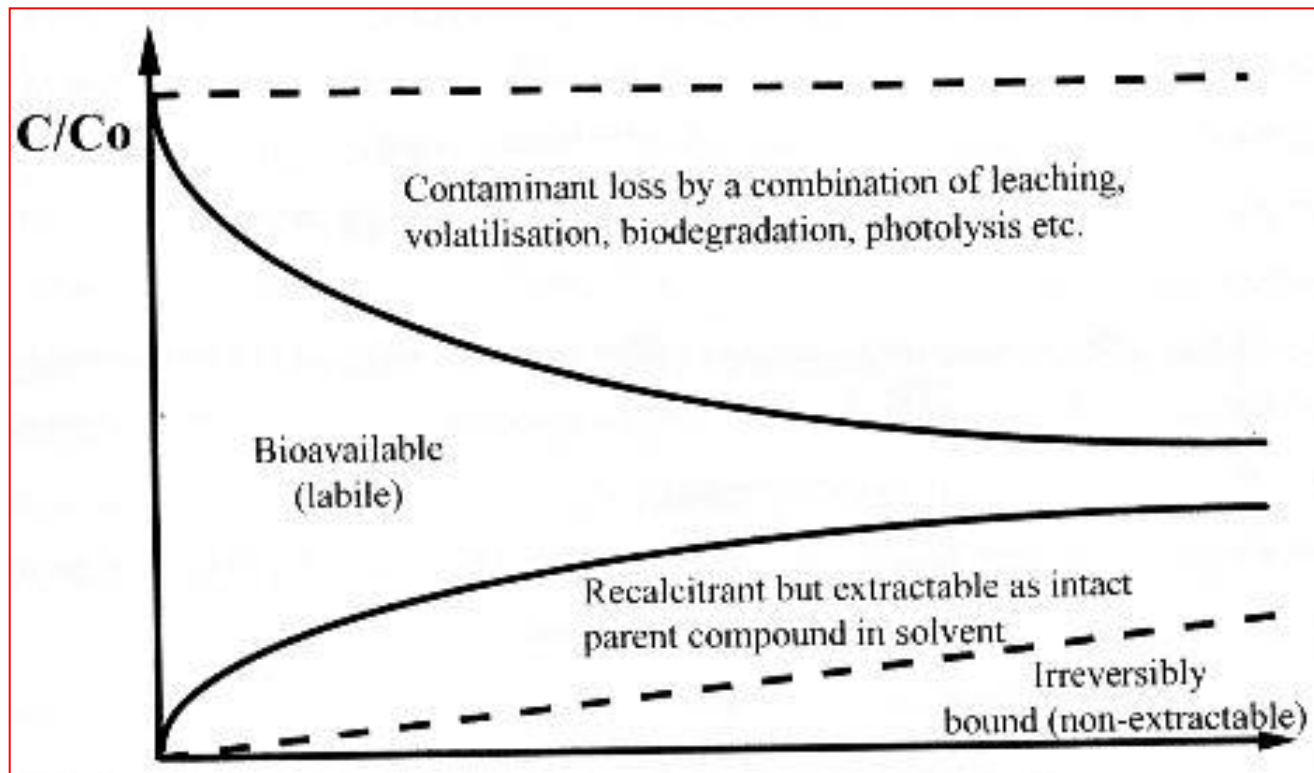 C/Co
Contaminant loss by a combination of leaching,
volatilisation, biodegradation, photolysis etc.
Bioavailable
(labile)
Recalcitrant but extractable as intact
parent compound in solvent
Irreversibly
bound (non-extractable)